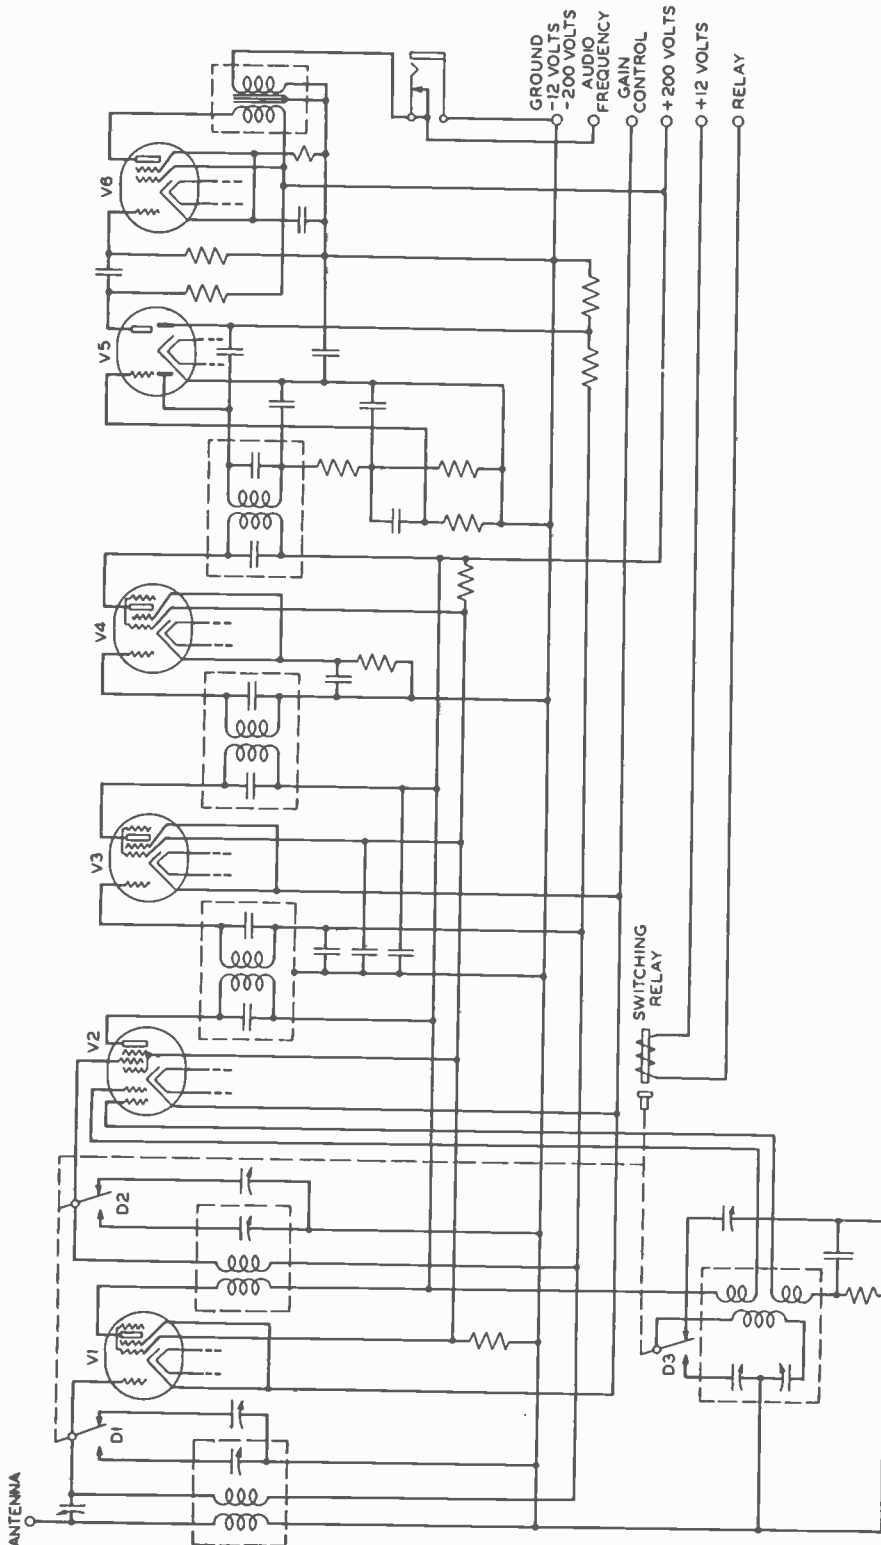 ANTENNA
D1
V1
D2
V2
V3
V4
V5
V6
D3
SWITCHING
RELAY
GROUND
-12 VOLTS
-200 VOLTS
AUDIO
FREQUENCY
GAIN
CONTROL
+200 VOLTS
+12 VOLTS
RELAY